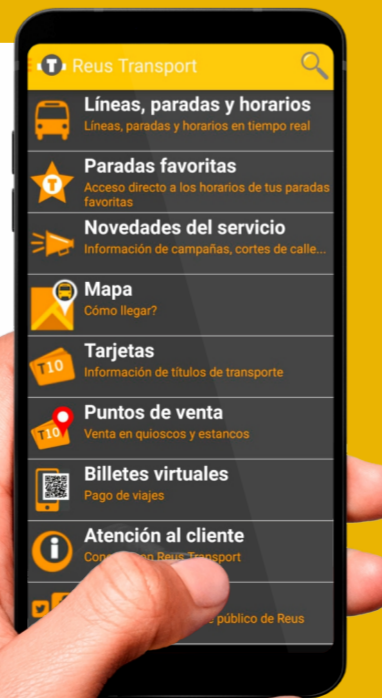 T Reus Transport
Líneas, paradas y horarios
Líneas, paradas y horarios en tiempo real
T
Paradas favoritas
Acceso directo a los horarios de tus paradas
favoritas
Novedades del servicio
Información de campañas, cortes de calle...
Mapa
Cómo llegar?
T10
Tarjetas
Información de títulos de transporte
T10
Puntos de venta
Venta en quioscos y estancos
Billetes virtuales
Pago de viajes
i
Atención al cliente
Reus Transport
público de Reus